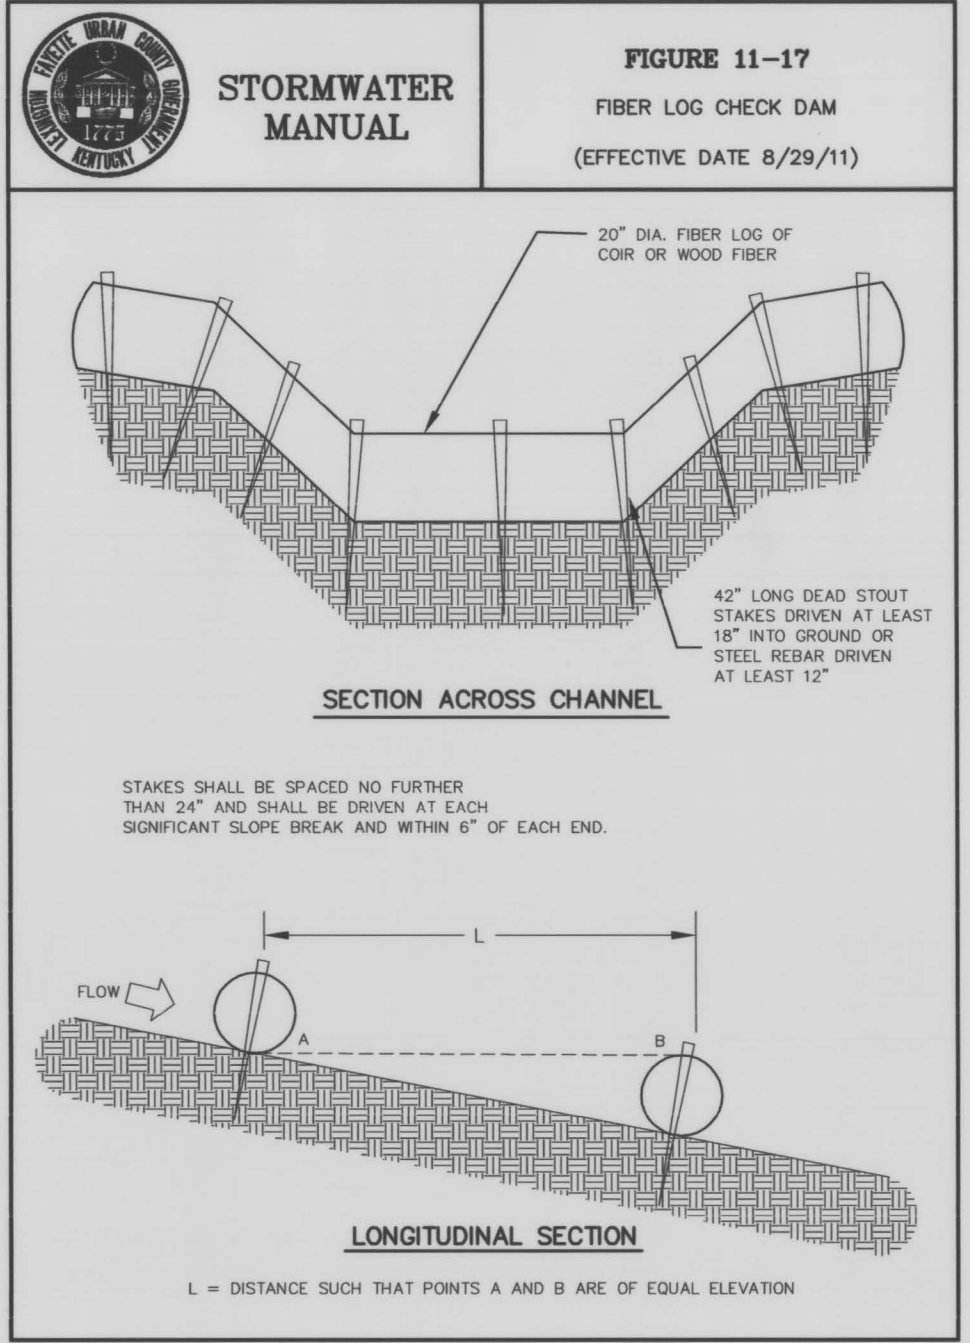 LEXINGTON FAYETTE URBAN COUNTY GOVERNMENT
1775
KENTUCKY
STORMWATER
MANUAL
FIGURE 11-17
FIBER LOG CHECK DAM
(EFFECTIVE DATE 8/29/11)
20" DIA. FIBER LOG OF
COIR OR WOOD FIBER
42" LONG DEAD STOUT
STAKES DRIVEN AT LEAST
18" INTO GROUND OR
STEEL REBAR DRIVEN
AT LEAST 12"
SECTION ACROSS CHANNEL
STAKES SHALL BE SPACED NO FURTHER
THAN 24" AND SHALL BE DRIVEN AT EACH
SIGNIFICANT SLOPE BREAK AND WITHIN 6" OF EACH END.
L
FLOW
A
B
LONGITUDINAL SECTION
L = DISTANCE SUCH THAT POINTS A AND B ARE OF EQUAL ELEVATION